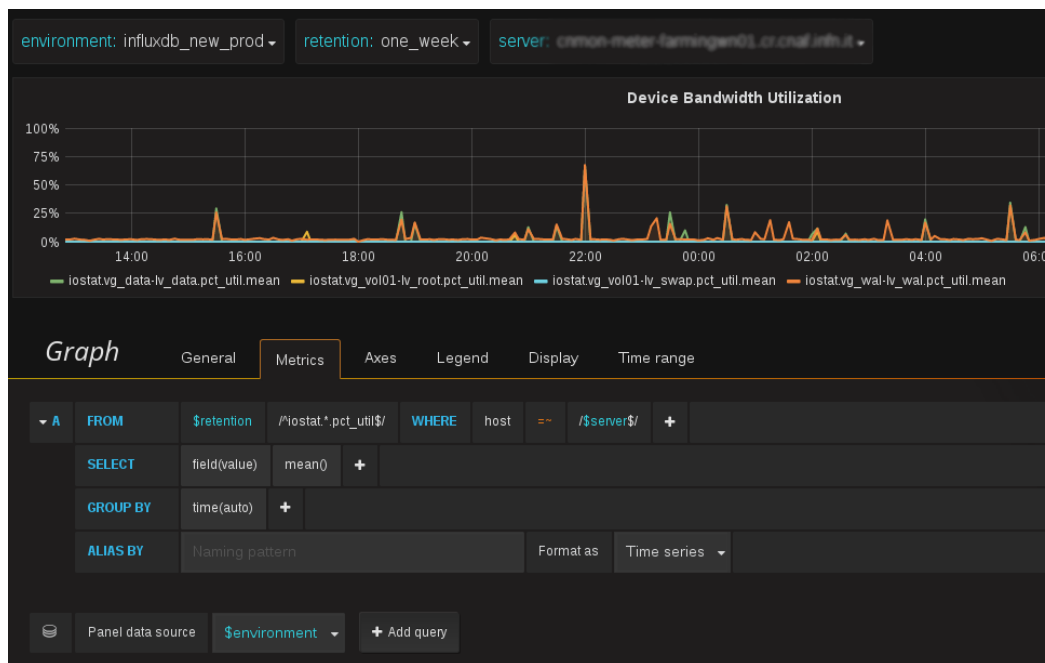 environment: influxdb_new_prod retention: one_week server:
Device Bandwidth Utilization
100%
75%
50%
25%
0%
14:00 16:00 18:00 20:00 22:00 00:00 02:00 04:00 06:0
iostat.vg_data-lv_data.pct_util.mean iostat.vg_vol01-lv_root.pct_util.mean iostat.vg_vol01-lv_swap.pct_util.mean iostat.vg_wal-lv_wal.pct_util.mean
Graph General Metrics Axes Legend Display Time range
A FROM $retention /^iostat.*.pct_util$/ WHERE host =~ /$server$/ +
SELECT field(value) mean() +
GROUP BY time(auto) +
ALIAS BY Naming pattern Format as Time series
Panel data source $environment + Add query